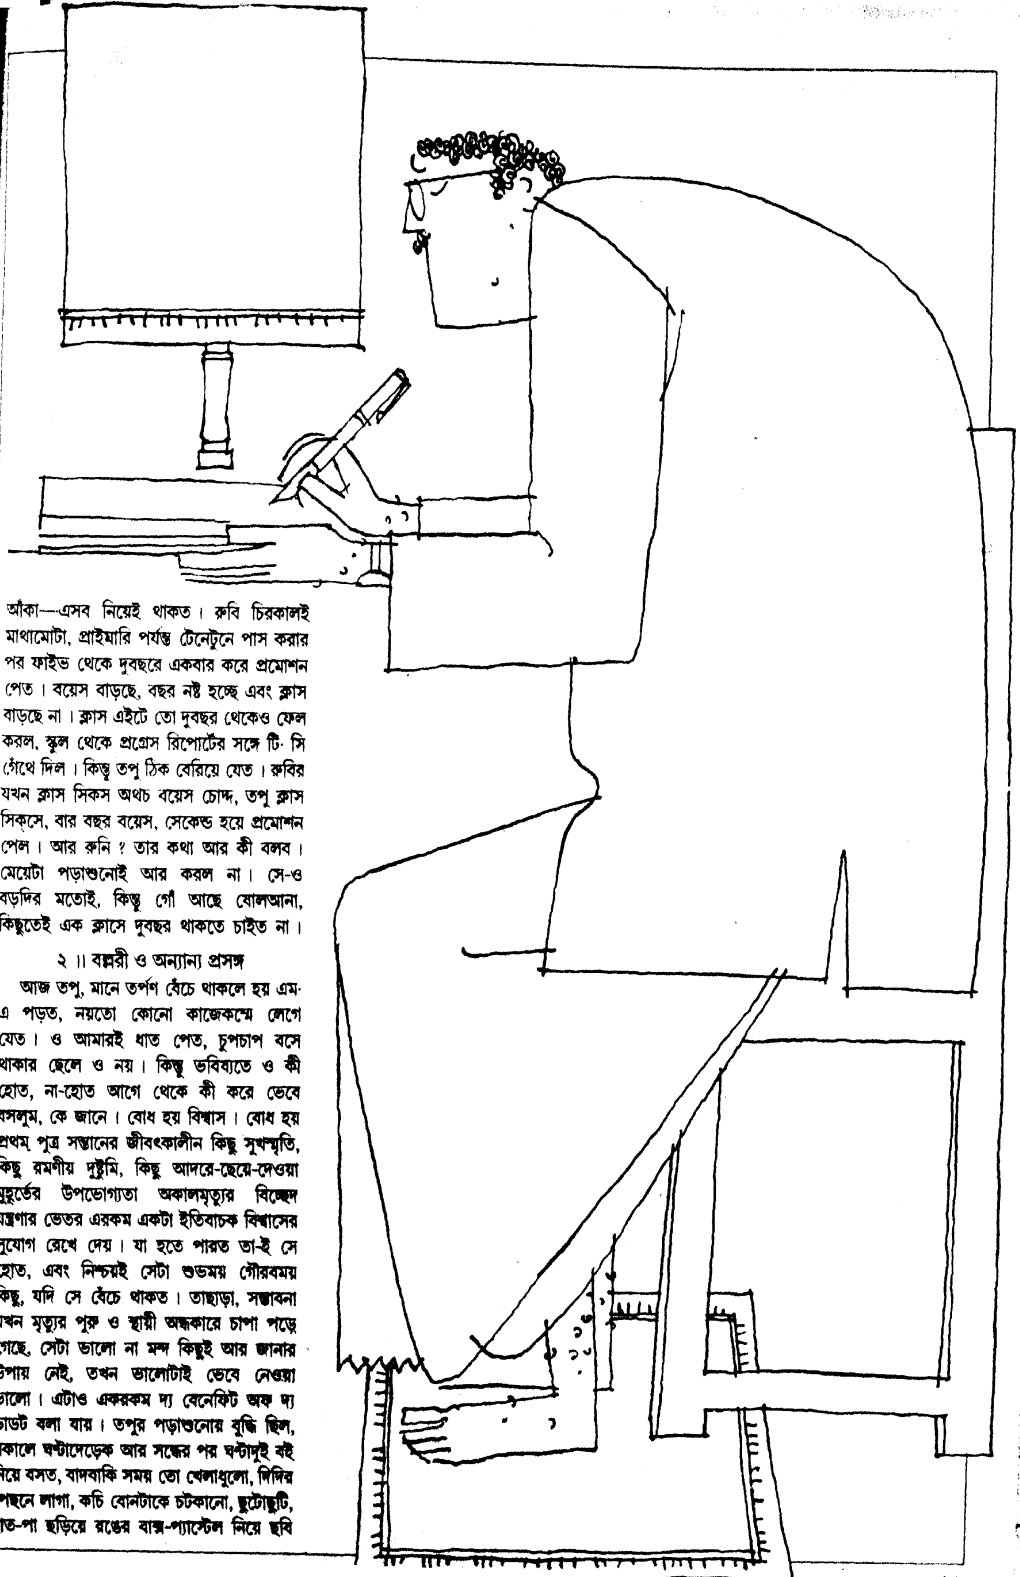 আঁকা—এসব নিয়েই থাকত। রুবি চিরকালই
মাথামোটা, প্রাইমারি পর্যন্ত টেনেটুনে পাস করার
পর ফাইভ থেকে দুবছরে একবার করে প্রমোশন
পেত। বয়েস বাড়ছে, বছর নষ্ট হচ্ছে এবং ক্লাস
বাড়ছে না। ক্লাস এইটে তো দুবছর থেকেও ফেল
করল, স্কুল থেকে প্রগ্রেস রিপোর্টের সঙ্গে টি· সি
গেঁথে দিল। কিন্তু তপু ঠিক বেরিয়ে যেত। রুবির
যখন ক্লাস সিকস অথচ বয়েস চোদ্দ, তপু ক্লাস
সিক্‌সে, বার বছর বয়েস, সেকেন্ড হয়ে প্রমোশন
পেল। আর রুনি ? তার কথা আর কী বলব।
মেয়েটা পড়াশুনোই আর করল না। সে-ও
বড়দির মতোই, কিন্তু গোঁ আছে ষোলআনা,
কিছুতেই এক ক্লাসে দুবছর থাকতে চাইত না।
২ ॥ বল্লরী ও অন্যান্য প্রসঙ্গ
আজ তপু, মানে তর্পণ বেঁচে থাকলে হয় এম·
এ পড়ত, নয়তো কোনো কাজেকম্মে লেগে
যেত। ও আমারই ধাত পেত, চুপচাপ বসে
থাকার ছেলে ও নয়। কিন্তু ভবিষ্যতে ও কী
হোত, না-হোত আগে থেকে কী করে ভেবে
বসলুম, কে জানে। বোধ হয় বিশ্বাস। বোধ হয়
প্রথম পুত্র সন্তানের জীবৎকালীন কিছু সুখস্মৃতি,
কিছু রমণীয় দুষ্টুমি, কিছু আদরে-ছেয়ে-দেওয়া
মুহূর্তের উপভোগ্যতা অকালমৃত্যুর বিচ্ছেদ
যন্ত্রণার ভেতর এরকম একটা ইতিবাচক বিশ্বাসের
সুযোগ রেখে দেয়। যা হতে পারত তা-ই সে
হোত, এবং নিশ্চয়ই সেটা শুভময় গৌরবময়
কিছু, যদি সে বেঁচে থাকত। তাছাড়া, সম্ভাবনা
যখন মৃত্যুর পুরু ও স্থায়ী অন্ধকারে চাপা পড়ে
গেছে, সেটা ভালো না মন্দ কিছুই আর জানার
উপায় নেই, তখন ভালোটাই ভেবে নেওয়া
ভালো। এটাও একরকম দ্য বেনেফিট অফ দ্য
ডাউট বলা যায়। তপুর পড়াশুনোয় বুদ্ধি ছিল,
সকালে ঘণ্টাদেড়েক আর সন্ধের পর ঘণ্টাদুই বই
নিয়ে বসত, বাদবাকি সময় তো খেলাধুলো, দিদির
পেছনে লাগা, কচি বোনটাকে চটকানো, ছুটোছুটি,
হাত-পা ছড়িয়ে রঙের বাক্স-প্যাস্টেল নিয়ে ছবি